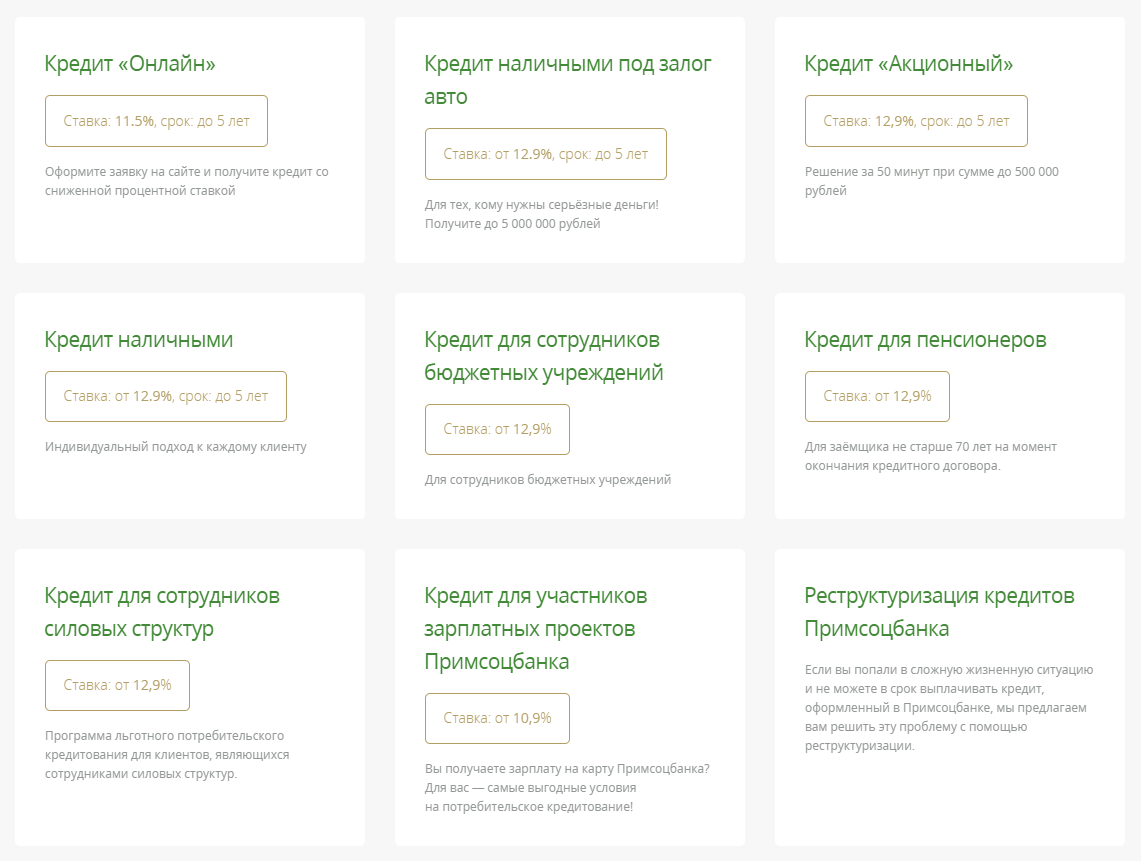 Кредит «Онлайн»
Ставка: 11.5%, срок: до 5 лет
Оформите заявку на сайте и получите кредит со
сниженной процентной ставкой
Кредит наличными под залог
авто
Ставка: от 12.9%, срок: до 5 лет
Для тех, кому нужны серьёзные деньги!
Получите до 5 000 000 рублей
Кредит «Акционный»
Ставка: 12,9%, срок: до 5 лет
Решение за 50 минут при сумме до 500 000
рублей
Кредит наличными
Ставка: от 12.9%, срок: до 5 лет
Индивидуальный подход к каждому клиенту
Кредит для сотрудников
бюджетных учреждений
Ставка: от 12,9%
Для сотрудников бюджетных учреждений
Кредит для пенсионеров
Ставка: от 12,9%
Для заёмщика не старше 70 лет на момент
окончания кредитного договора.
Кредит для сотрудников
силовых структур
Ставка: от 12,9%
Программа льготного потребительского
кредитования для клиентов, являющихся
сотрудниками силовых структур.
Кредит для участников
зарплатных проектов
Примсоцбанка
Ставка: от 10,9%
Вы получаете зарплату на карту Примсоцбанка?
Для вас — самые выгодные условия
на потребительское кредитование!
Реструктуризация кредитов
Примсоцбанка
Если вы попали в сложную жизненную ситуацию
и не можете в срок выплачивать кредит,
оформленный в Примсоцбанке, мы предлагаем
вам решить эту проблему с помощью
реструктуризации.